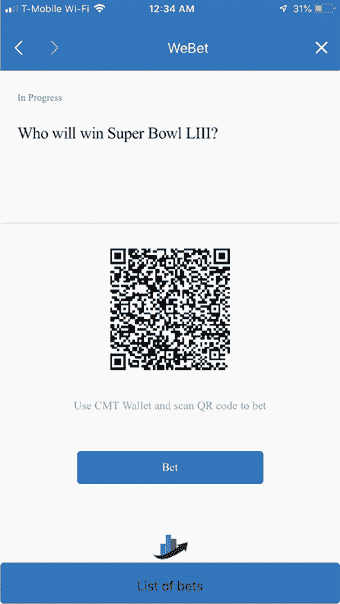 T-Mobile Wi-Fi 12:34 AM 31%
WeBet
In Progress
Who will win Super Bowl LIII?
Use CMT Wallet and scan QR code to bet
Bet
List of bets